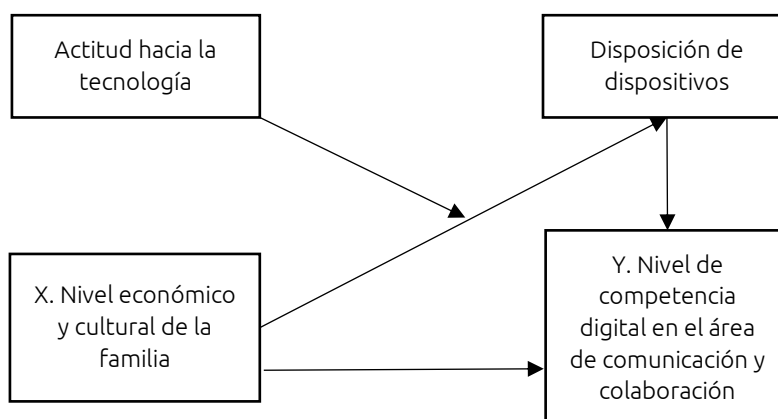 Actitud hacia la
tecnología
Disposición de
dispositivos
X. Nivel económico
y cultural de la
familia
Y. Nivel de
competencia
digital en el área
de comunicación y
colaboración